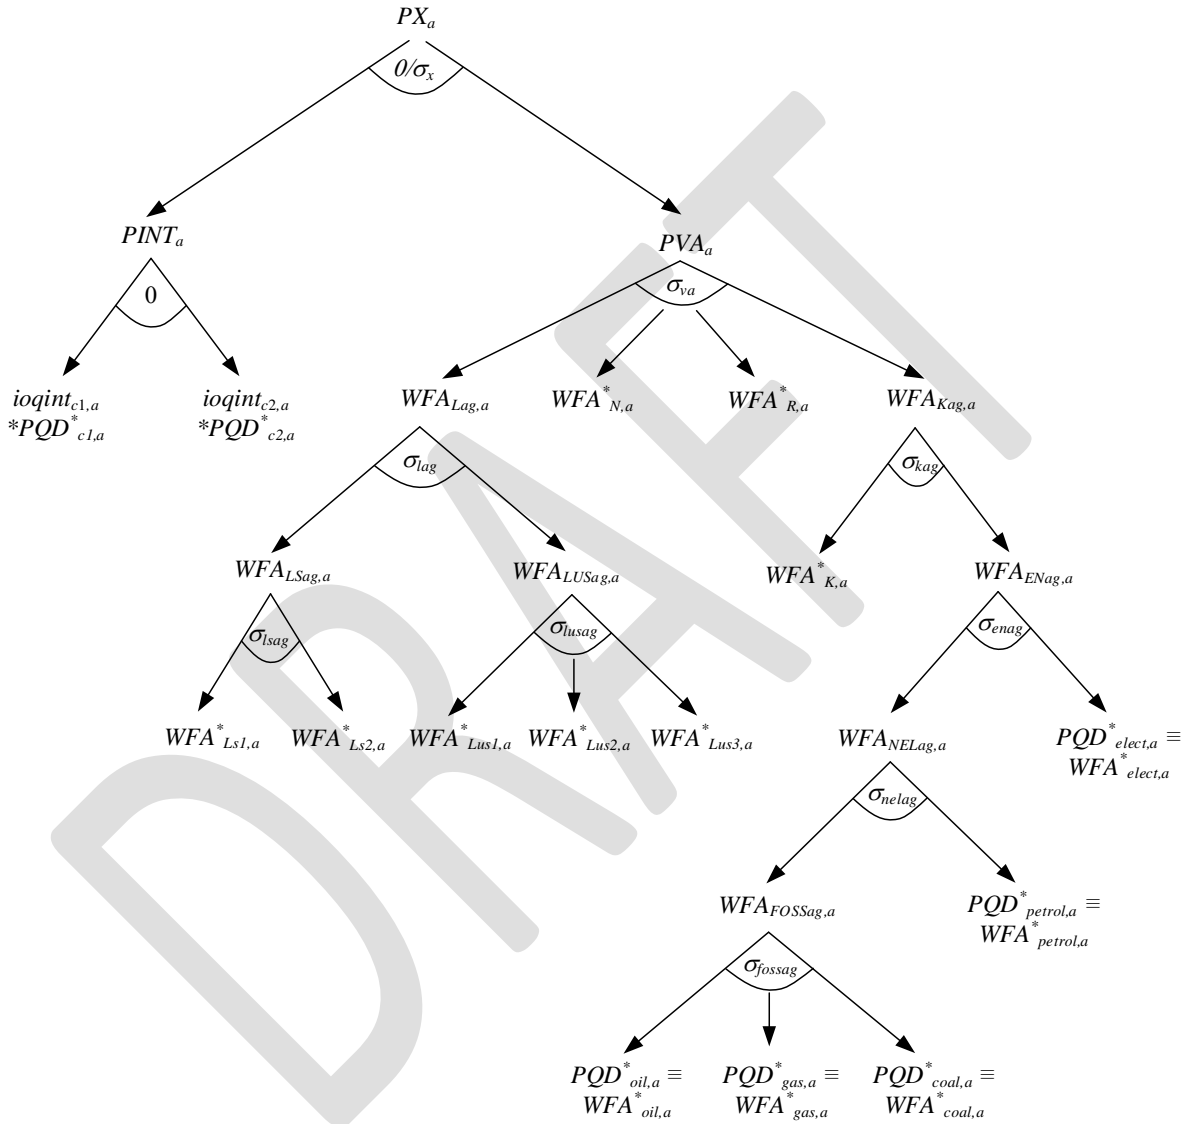 PX_a
0/σ_x
PINT_a
PVA_a
0
σ_va
ioqint_c1,a
*PQD*_c1,a
ioqint_c2,a
*PQD*_c2,a
WFA_Lag,a
WFA*_N,a
WFA*_R,a
WFA_Kag,a
σ_lag
σ_kag
WFA_LSag,a
WFA_LUSag,a
WFA*_K,a
WFA_ENag,a
σ_lsag
σ_lusag
σ_enag
WFA*_Ls1,a
WFA*_Ls2,a
WFA*_Lus1,a
WFA*_Lus2,a
WFA*_Lus3,a
WFA_NELag,a
PQD*_elect,a ≡
WFA*_elect,a
σ_nelag
WFA_FOSSag,a
PQD*_petrol,a ≡
WFA*_petrol,a
σ_fossag
PQD*_oil,a ≡
WFA*_oil,a
PQD*_gas,a ≡
WFA*_gas,a
PQD*_coal,a ≡
WFA*_coal,a
DRAFT